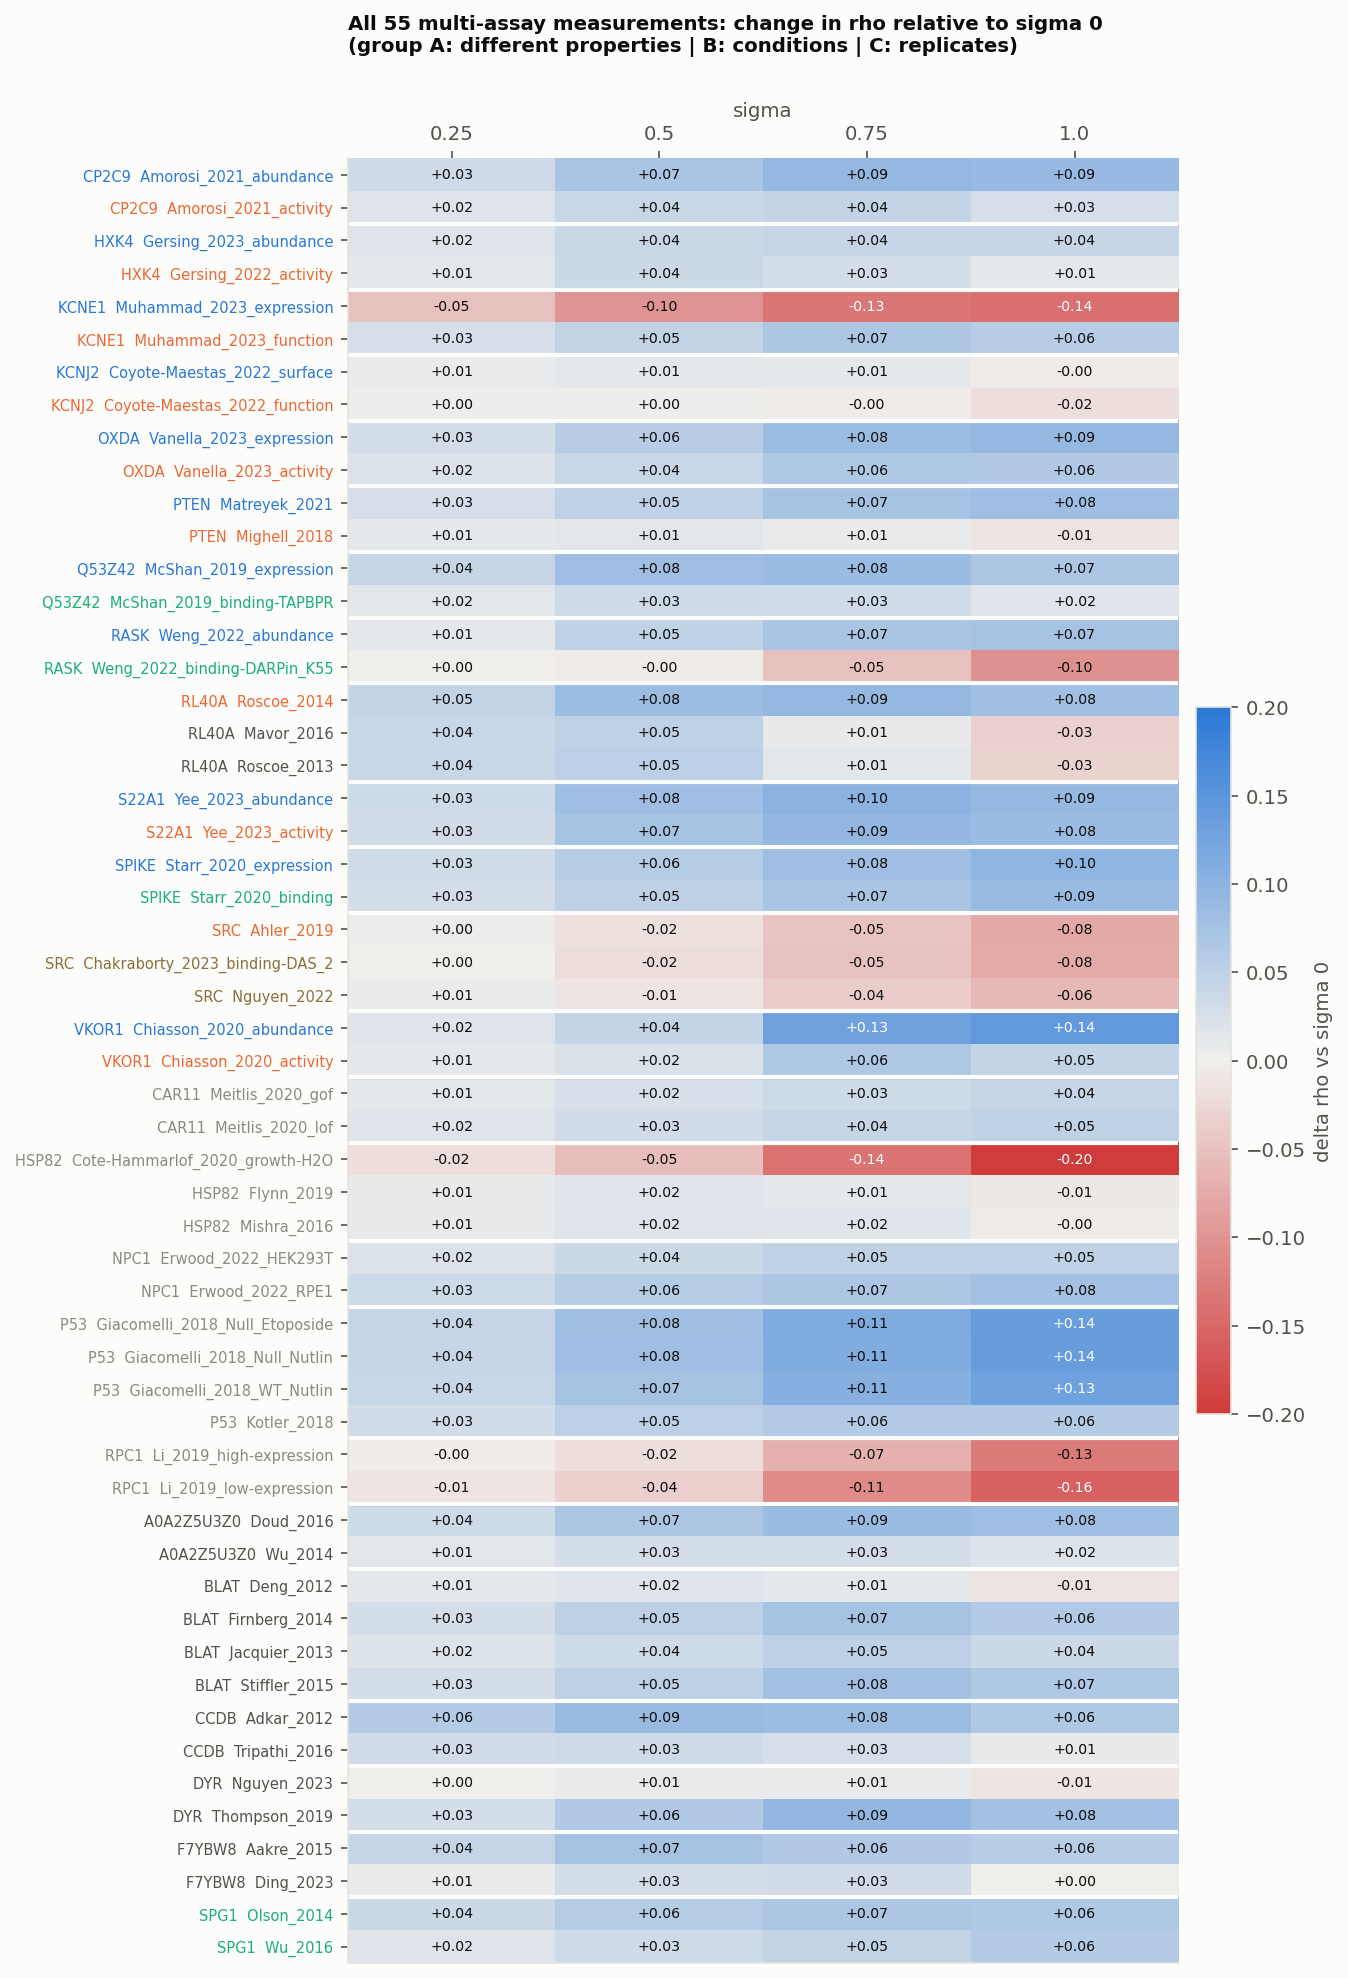 All 55 multi-assay measurements: change in rho relative to sigma 0
(group A: different properties | B: conditions | C: replicates)
sigma
0.25 0.5 0.75 1.0
CP2C9 Amorosi_2021_abundance +0.03 +0.07 +0.09 +0.09
CP2C9 Amorosi_2021_activity +0.02 +0.04 +0.04 +0.03
HXK4 Gersing_2023_abundance +0.02 +0.04 +0.04 +0.04
HXK4 Gersing_2022_activity +0.01 +0.04 +0.03 +0.01
KCNE1 Muhammad_2023_expression -0.05 -0.10 -0.13 -0.14
KCNE1 Muhammad_2023_function +0.03 +0.05 +0.07 +0.06
KCNJ2 Coyote-Maestas_2022_surface +0.01 +0.01 +0.01 -0.00
KCNJ2 Coyote-Maestas_2022_function +0.00 +0.00 -0.00 -0.02
OXDA Vanella_2023_expression +0.03 +0.06 +0.08 +0.09
OXDA Vanella_2023_activity +0.02 +0.04 +0.06 +0.06
PTEN Matreyek_2021 +0.03 +0.05 +0.07 +0.08
PTEN Mighell_2018 +0.01 +0.01 +0.01 -0.01
Q53Z42 McShan_2019_expression +0.04 +0.08 +0.08 +0.07
Q53Z42 McShan_2019_binding-TAPBPR +0.02 +0.03 +0.03 +0.02
RASK Weng_2022_abundance +0.01 +0.05 +0.07 +0.07
RASK Weng_2022_binding-DARPin_K55 +0.00 -0.00 -0.05 -0.10
RL40A Roscoe_2014 +0.05 +0.08 +0.09 +0.08
RL40A Mavor_2016 +0.04 +0.05 +0.01 -0.03
RL40A Roscoe_2013 +0.04 +0.05 +0.01 -0.03
S22A1 Yee_2023_abundance +0.03 +0.08 +0.10 +0.09
S22A1 Yee_2023_activity +0.03 +0.07 +0.09 +0.08
SPIKE Starr_2020_expression +0.03 +0.06 +0.08 +0.10
SPIKE Starr_2020_binding +0.03 +0.05 +0.07 +0.09
SRC Ahler_2019 +0.00 -0.02 -0.05 -0.08
SRC Chakraborty_2023_binding-DAS_2 +0.00 -0.02 -0.05 -0.08
SRC Nguyen_2022 +0.01 -0.01 -0.04 -0.06
VKOR1 Chiasson_2020_abundance +0.02 +0.04 +0.13 +0.14
VKOR1 Chiasson_2020_activity +0.01 +0.02 +0.06 +0.05
CAR11 Meitlis_2020_gof +0.01 +0.02 +0.03 +0.04
CAR11 Meitlis_2020_lof +0.02 +0.03 +0.04 +0.05
HSP82 Cote-Hammarlof_2020_growth-H2O -0.02 -0.05 -0.14 -0.20
HSP82 Flynn_2019 +0.01 +0.02 +0.01 -0.01
HSP82 Mishra_2016 +0.01 +0.02 +0.02 -0.00
NPC1 Erwood_2022_HEK293T +0.02 +0.04 +0.05 +0.05
NPC1 Erwood_2022_RPE1 +0.03 +0.06 +0.07 +0.08
P53 Giacomelli_2018_Null_Etoposide +0.04 +0.08 +0.11 +0.14
P53 Giacomelli_2018_Null_Nutlin +0.04 +0.08 +0.11 +0.14
P53 Giacomelli_2018_WT_Nutlin +0.04 +0.07 +0.11 +0.13
P53 Kotler_2018 +0.03 +0.05 +0.06 +0.06
RPC1 Li_2019_high-expression -0.00 -0.02 -0.07 -0.13
RPC1 Li_2019_low-expression -0.01 -0.04 -0.11 -0.16
A0A2Z5U3Z0 Doud_2016 +0.04 +0.07 +0.09 +0.08
A0A2Z5U3Z0 Wu_2014 +0.01 +0.03 +0.03 +0.02
BLAT Deng_2012 +0.01 +0.02 +0.01 -0.01
BLAT Firnberg_2014 +0.03 +0.05 +0.07 +0.06
BLAT Jacquier_2013 +0.02 +0.04 +0.05 +0.04
BLAT Stiffler_2015 +0.03 +0.05 +0.08 +0.07
CCDB Adkar_2012 +0.06 +0.09 +0.08 +0.06
CCDB Tripathi_2016 +0.03 +0.03 +0.03 +0.01
DYR Nguyen_2023 +0.00 +0.01 +0.01 -0.01
DYR Thompson_2019 +0.03 +0.06 +0.09 +0.08
F7YBW8 Aakre_2015 +0.04 +0.07 +0.06 +0.06
F7YBW8 Ding_2023 +0.01 +0.03 +0.03 +0.00
SPG1 Olson_2014 +0.04 +0.06 +0.07 +0.06
SPG1 Wu_2016 +0.02 +0.03 +0.05 +0.06
0.20
0.15
0.10
0.05
0.00
−0.05
−0.10
−0.15
−0.20
delta rho vs sigma 0